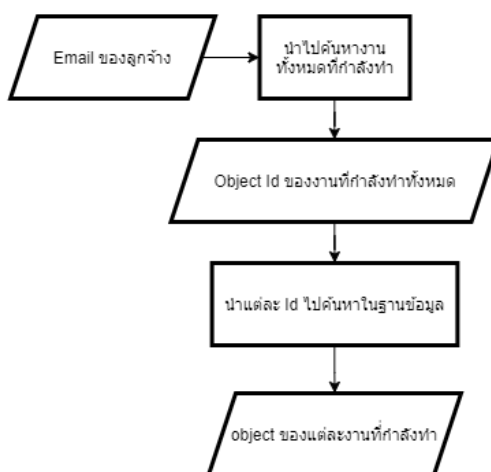 Email ของลูกจ้าง
นำไปค้นหางาน
ทั้งหมดที่กำลังทำ
Object Id ของงานที่กำลังทำทั้งหมด
นำแต่ละ Id ไปค้นหาในฐานข้อมูล
object ของแต่ละงานที่กำลังทำ